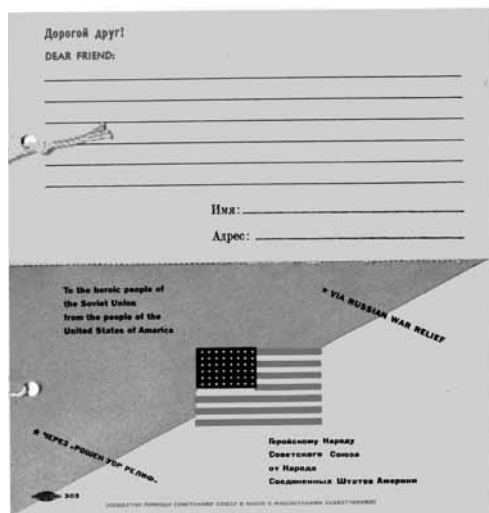 Дорогой друг!
DEAR FRIEND:
Имя:
Адрес:
To the heroic people of
the Soviet Union
from the people of the
United States of America
* VIA RUSSIAN WAR RELIEF
* ЧЕРЕЗ «РОШЕН УОР РЕЛИФ»
Геройскому Народу
Советского Союза
от Народа
Соединенных Штатов Америки
303